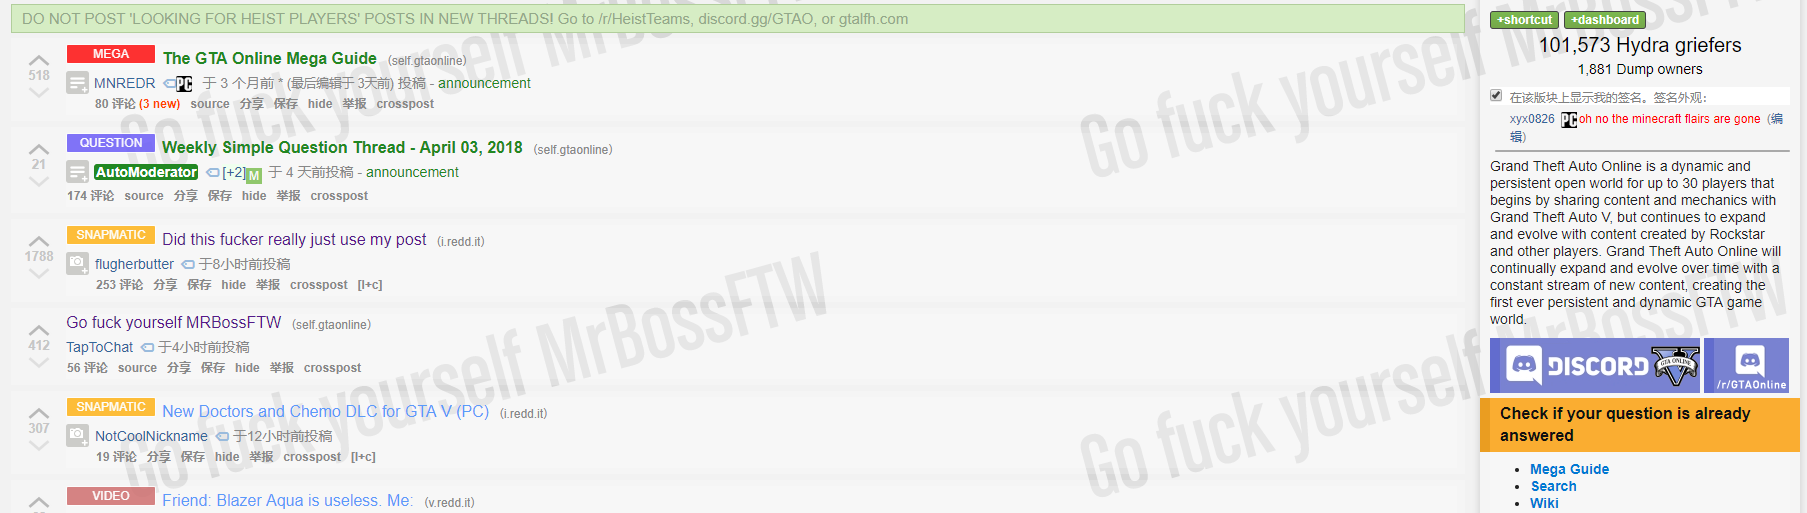 DO NOT POST 'LOOKING FOR HEIST PLAYERS' POSTS IN NEW THREADS! Go to /r/HeistTeams, discord.gg/GTAO, or gtalfh.com
518
MEGA The GTA Online Mega Guide (self.gtaonline)
MNREDR PC 于 3 个月前 * (最后编辑于 3天前) 投稿 - announcement
80 评论 (3 new) source 分享 保存 hide 举报 crosspost
21
QUESTION Weekly Simple Question Thread - April 03, 2018 (self.gtaonline)
AutoModerator [+2] M 于 4 天前投稿 - announcement
174 评论 source 分享 保存 hide 举报 crosspost
1788
SNAPMATIC Did this fucker really just use my post (i.redd.it)
flugherbutter 于8小时前投稿
253 评论 分享 保存 hide 举报 crosspost [l+c]
412
Go fuck yourself MRBossFTW (self.gtaonline)
TapToChat 于4小时前投稿
56 评论 source 分享 保存 hide 举报 crosspost
307
SNAPMATIC New Doctors and Chemo DLC for GTA V (PC) (i.redd.it)
NotCoolNickname 于12小时前投稿
19 评论 分享 保存 hide 举报 crosspost [l+c]
VIDEO Friend: Blazer Aqua is useless. Me: (v.redd.it)
Go fuck yourself MrBossFTW
Go fuck yourself MrBossFTW
Go fuck yourself MrBossFTW
Go fuck yourself MrBossFTW
+shortcut +dashboard
101,573 Hydra griefers
1,881 Dump owners
在该版块上显示我的签名。签名外观:
xyx0826 PC oh no the minecraft flairs are gone (编
辑)
Grand Theft Auto Online is a dynamic and
persistent open world for up to 30 players that
begins by sharing content and mechanics with
Grand Theft Auto V, but continues to expand
and evolve with content created by Rockstar
and other players. Grand Theft Auto Online will
continually expand and evolve over time with a
constant stream of new content, creating the
first ever persistent and dynamic GTA game
world.
DISCORD GTA ONLINE
/r/GTAOnline
Check if your question is already
answered
Mega Guide
Search
Wiki